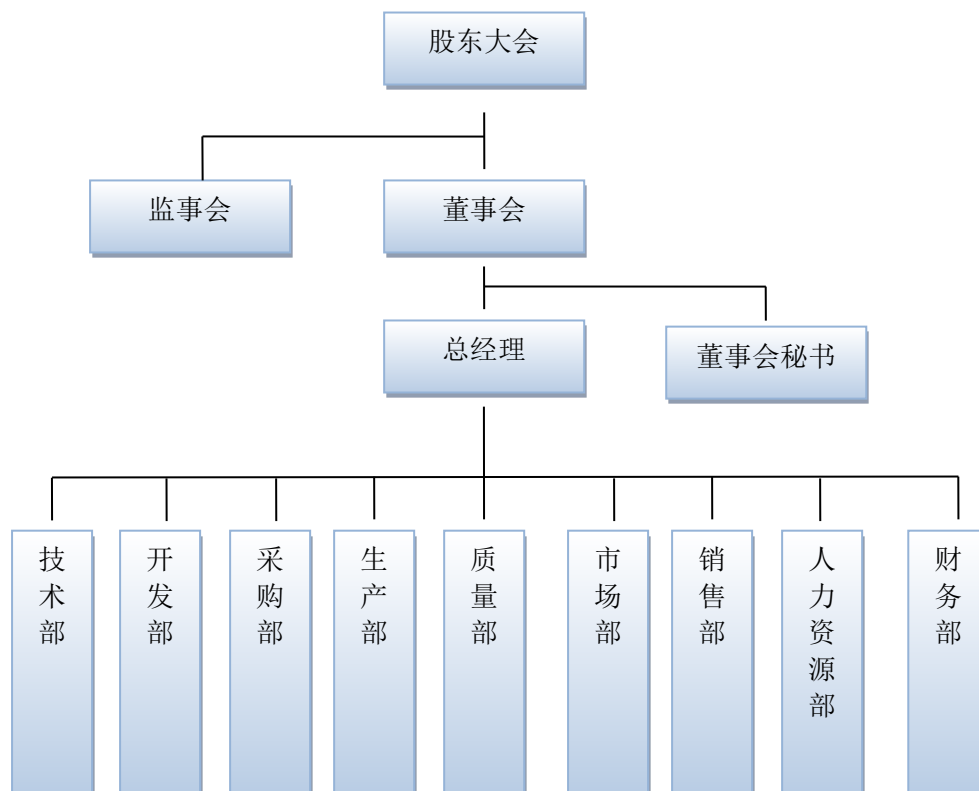 股东大会
监事会
董事会
总经理
董事会秘书
技术部
开发部
采购部
生产部
质量部
市场部
销售部
人力资源部
财务部